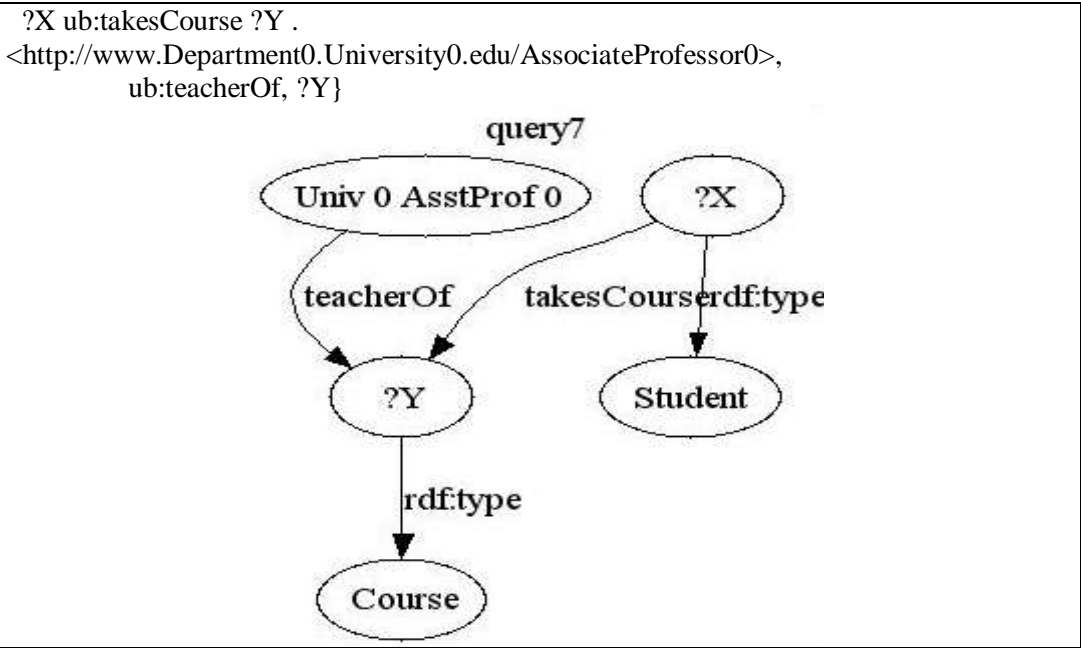 ?X ub:takesCourse ?Y .
<http://www.Department0.University0.edu/AssociateProfessor0>,
ub:teacherOf, ?Y}
query7
Univ 0 AsstProf 0
?X
teacherOf
takesCourserdf:type
?Y
Student
rdf:type
Course